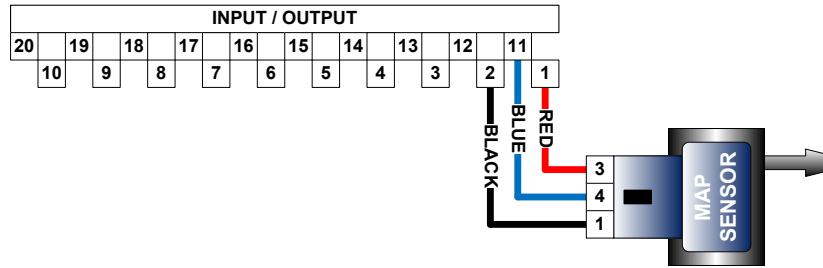 INPUT / OUTPUT
20 19 18 17 16 15 14 13 12 11
10 9 8 7 6 5 4 3 2 1
BLACK
BLUE
RED
3
4
1
MAP
SENSOR